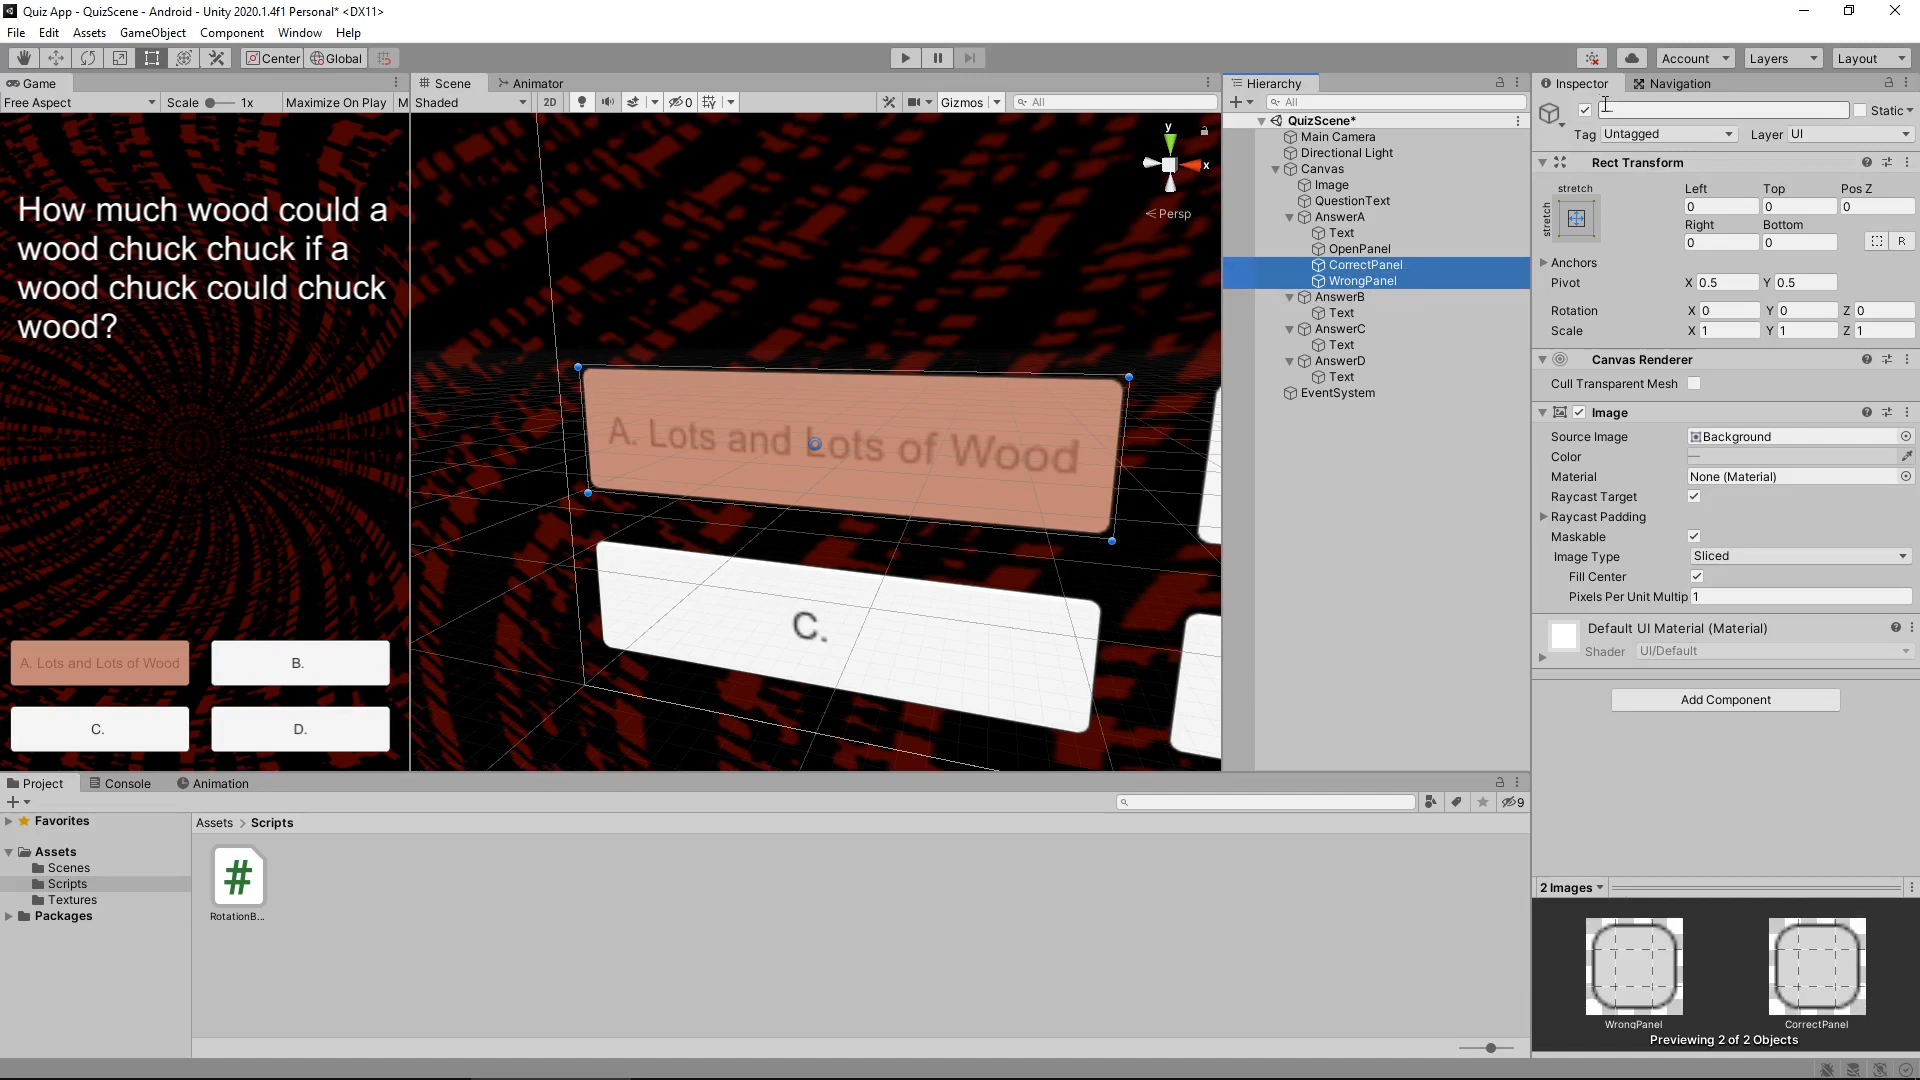 Quiz App - QuizScene - Android - Unity 2020.1.4f1 Personal* <DX11>
File Edit Assets GameObject Component Window Help
Center Global Account Layers Layout
Game
Free Aspect Scale 1x Maximize On Play M
How much wood could a
wood chuck chuck if a
wood chuck could chuck
wood?
A. Lots and Lots of Wood
B.
C.
D.
Scene Animator
Shaded 2D 0 Gizmos All
y
x
< Persp
A. Lots and Lots of Wood
C.
Hierarchy
All
QuizScene*
Main Camera
Directional Light
Canvas
Image
QuestionText
AnswerA
Text
OpenPanel
CorrectPanel
WrongPanel
AnswerB
Text
AnswerC
Text
AnswerD
Text
EventSystem
Inspector Navigation
— Static
Tag Untagged Layer UI
Rect Transform
stretch
stretch
Left Top Pos Z
0 0 0
Right Bottom
0 0 R
Anchors
Pivot X 0.5 Y 0.5
Rotation X 0 Y 0 Z 0
Scale X 1 Y 1 Z 1
Canvas Renderer
Cull Transparent Mesh
Image
Source Image Background
Color —
Material None (Material)
Raycast Target
Raycast Padding
Maskable
Image Type Sliced
Fill Center
Pixels Per Unit Multip 1
Default UI Material (Material)
Shader UI/Default
Add Component
2 Images
WrongPanel CorrectPanel
Previewing 2 of 2 Objects
Project Console Animation
9
Favorites
Assets
Scenes
Scripts
Textures
Packages
Assets > Scripts
#
RotationB...